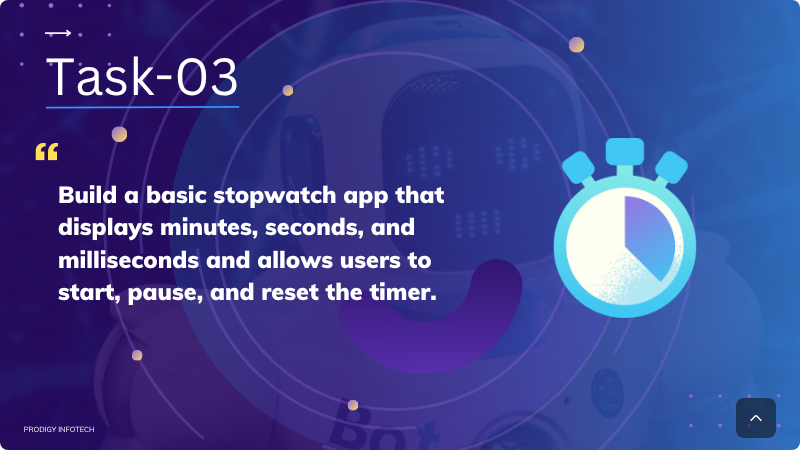 Task-03
“
Build a basic stopwatch app that
displays minutes, seconds, and
milliseconds and allows users to
start, pause, and reset the timer.
Bot
PRODIGY INFOTECH